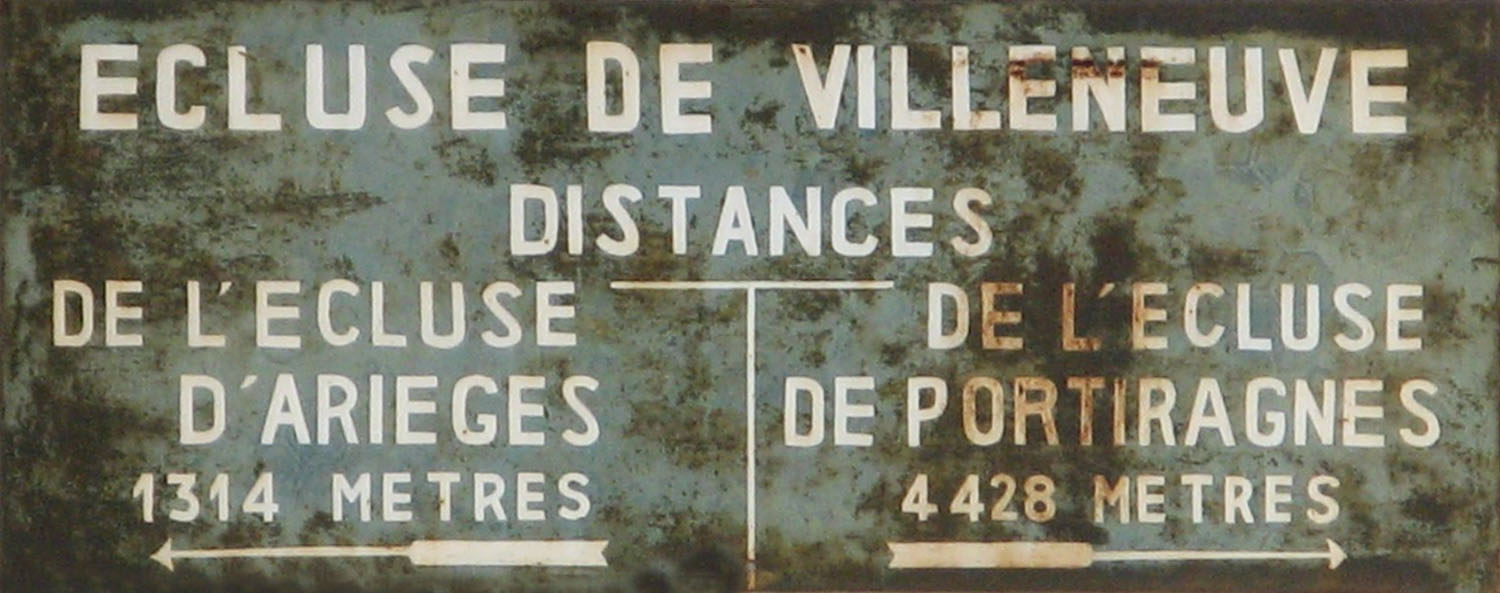 ECLUSE DE VILLENEUVE
DISTANCES
DE L'ECLUSE
D'ARIEGES
1314 METRES
DE L'ECLUSE
DE PORTIRAGNES
4428 METRES